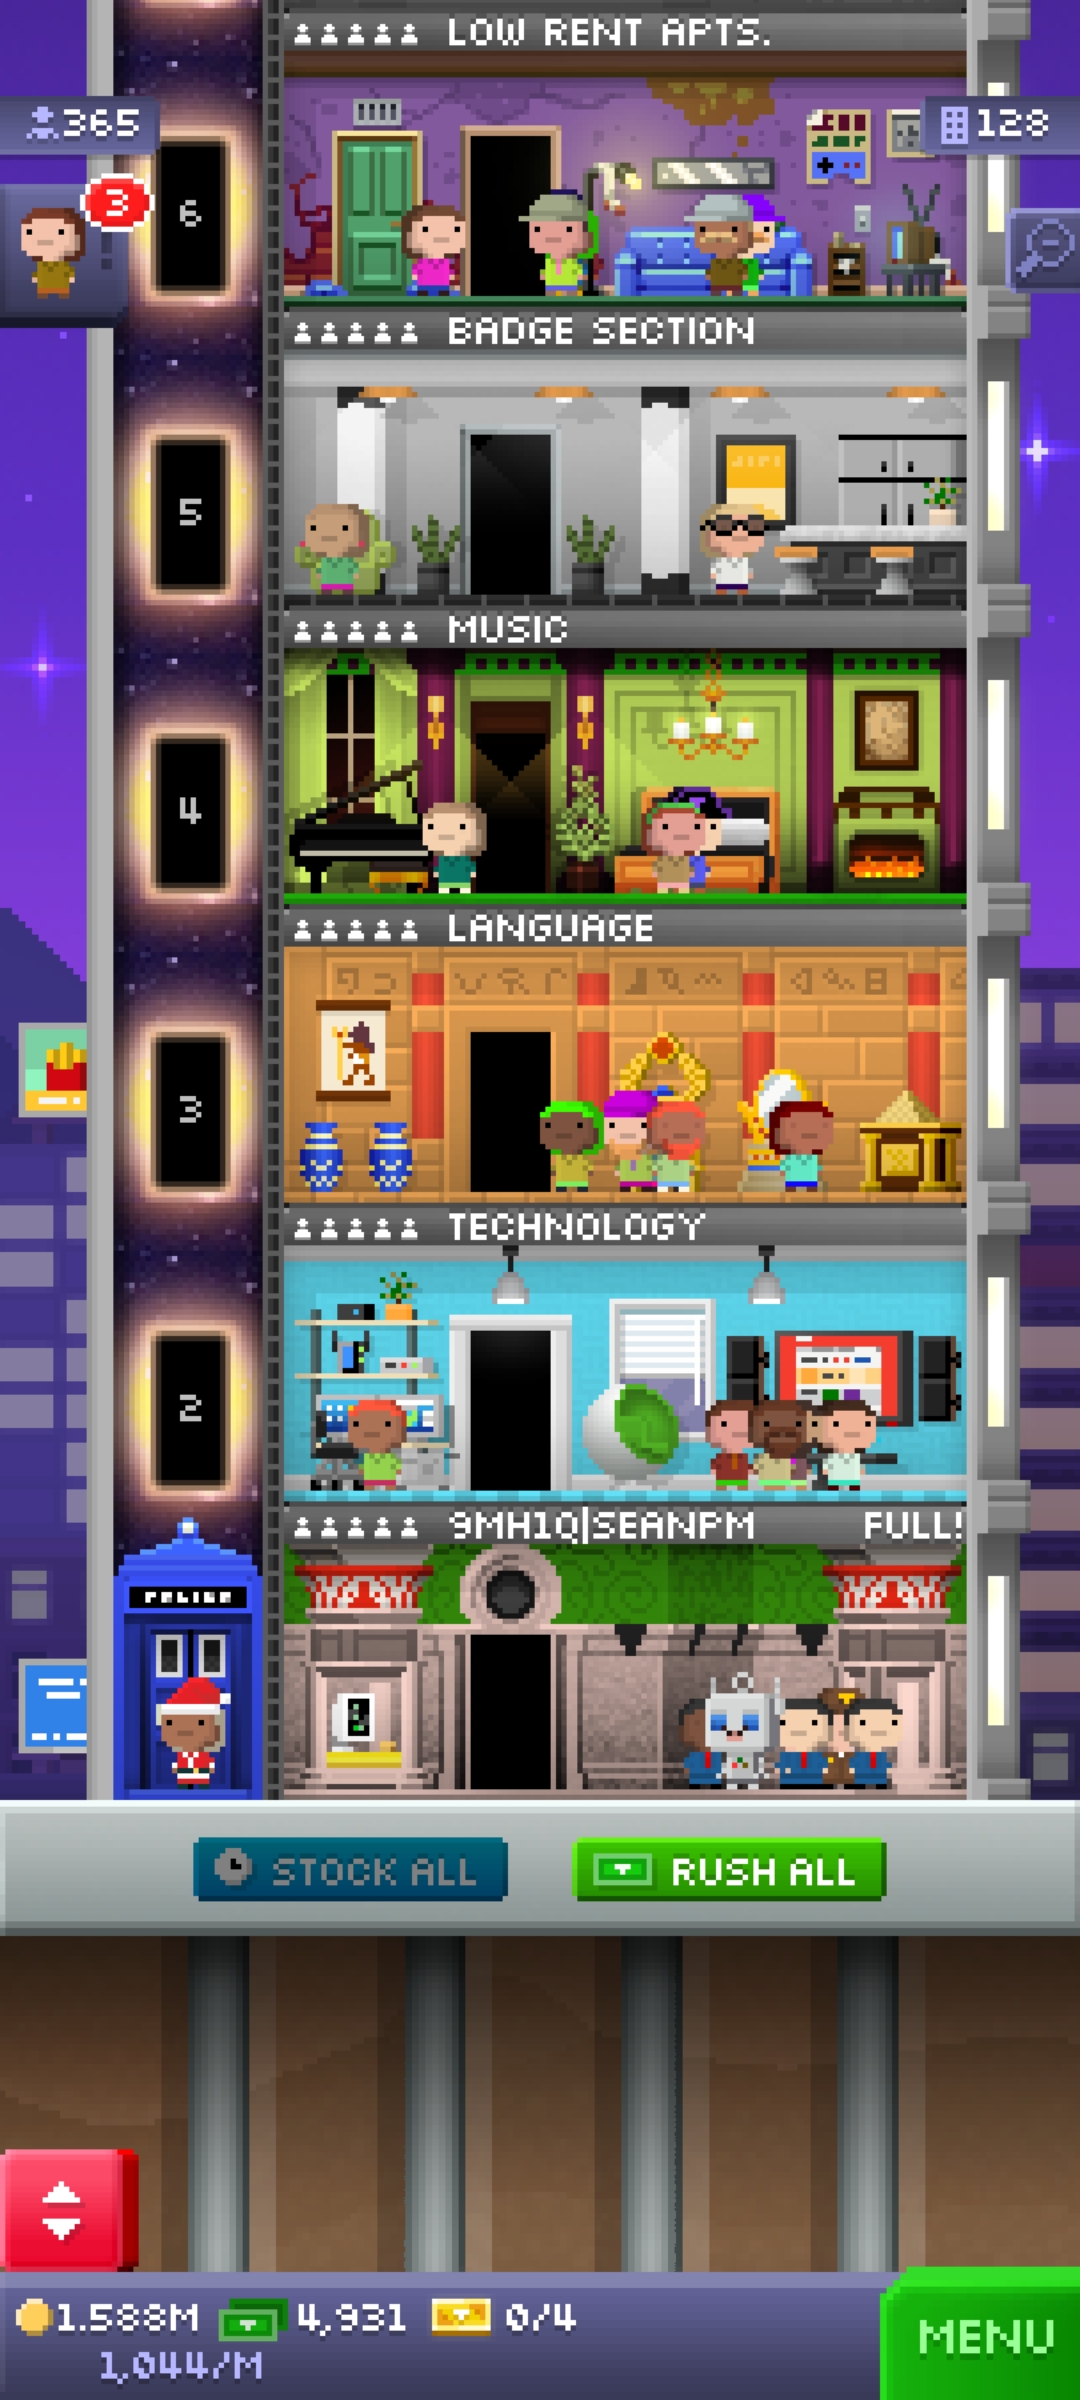 LOW RENT APTS.
365
128
3
6
BADGE SECTION
5
MUSIC
4
LANGUAGE
3
TECHNOLOGY
2
9MH1Q|SEANPM FULL!
POLICE
STOCK ALL
RUSH ALL
1.588M 4,931 0/4
1,044/M
MENU